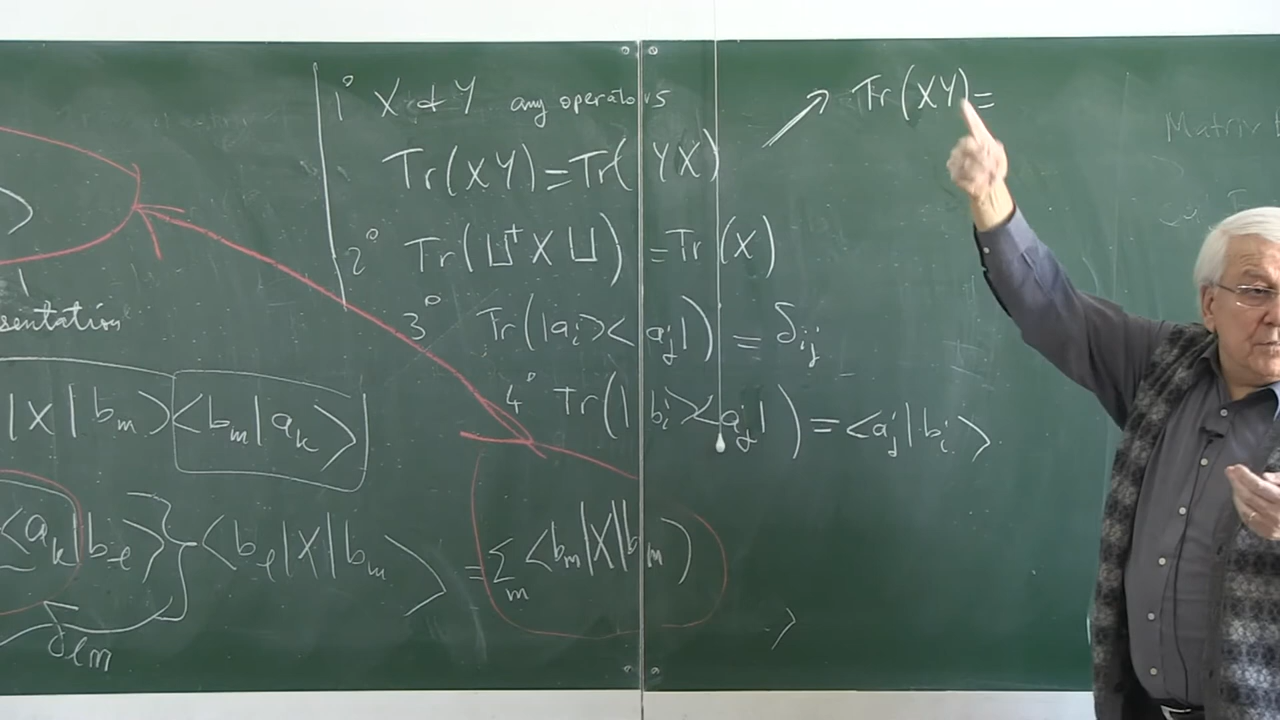 1° X & Y any operators
Tr(XY)=Tr(YX)
2° Tr(U⁺XU)=Tr(X)
3° Tr(|aᵢ><aⱼ|) = δᵢⱼ
4° Tr(|bᵢ><aⱼ|)=<aⱼ|bᵢ>
Tr(XY)=
Matrix
>
sentation
|X|bₘ><bₘ|aₖ>
<aₖ|bℓ>}<bℓ|X|bₘ> = ∑ₘ <bₘ|X|bₘ>
δℓm
>